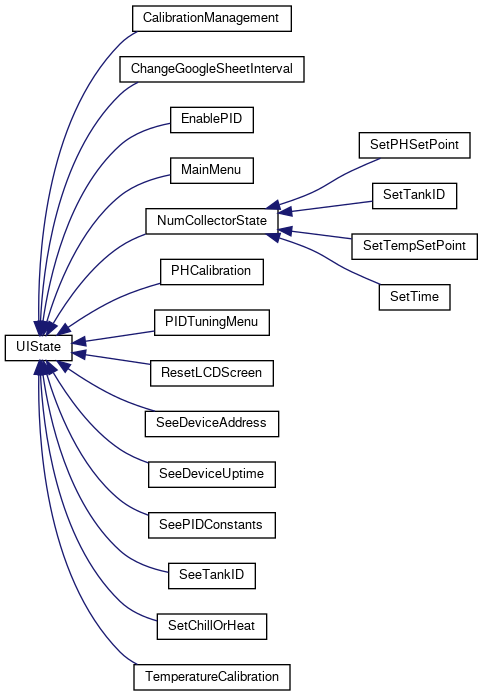 CalibrationManagement
ChangeGoogleSheetInterval
EnablePID
MainMenu
NumCollectorState
SetPHSetPoint
SetTankID
SetTempSetPoint
SetTime
PHCalibration
PIDTuningMenu
UIState
ResetLCDScreen
SeeDeviceAddress
SeeDeviceUptime
SeePIDConstants
SeeTankID
SetChillOrHeat
TemperatureCalibration